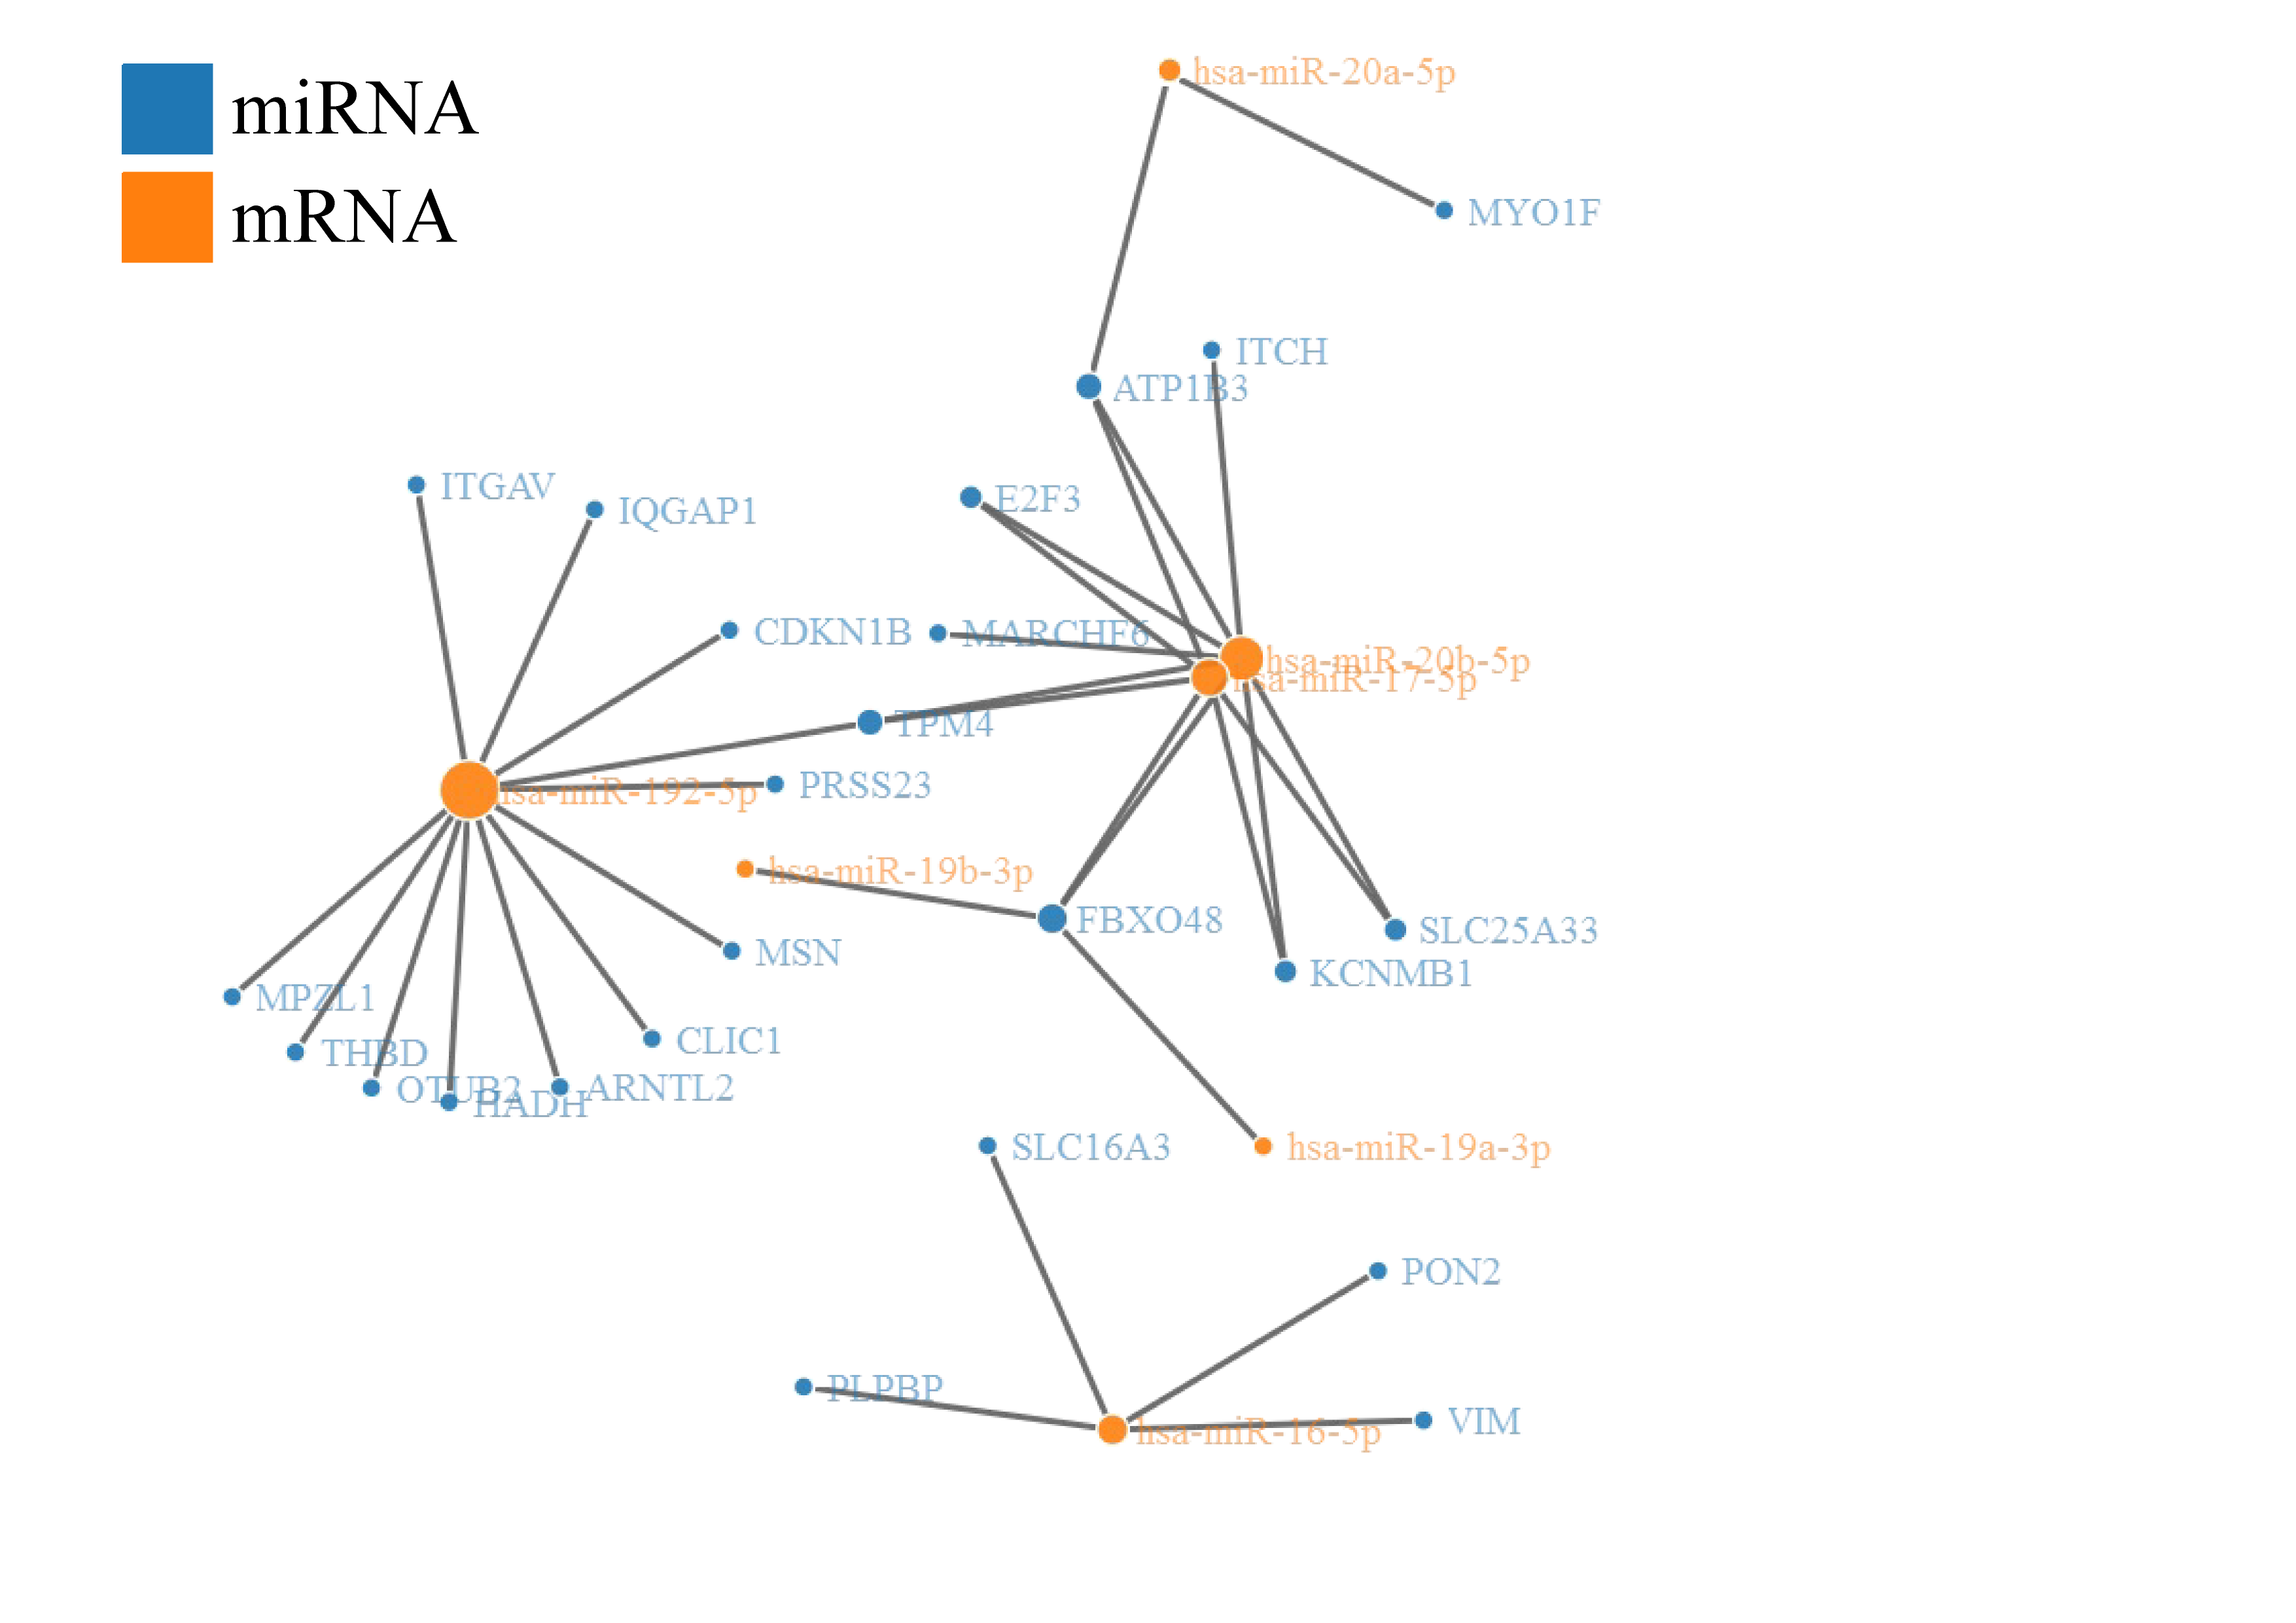 miRNA
mRNA
hsa-miR-20a-5p
MYO1F
ITCH
ATP1B3
ITGAV
IQGAP1
E2F3
CDKN1B
MARCHF6
hsa-miR-20b-5p
hsa-miR-17-5p
TPM4
PRSS23
hsa-miR-192-5p
hsa-miR-19b-3p
FBXO48
SLC25A33
MSN
KCNMB1
MPZL1
CLIC1
THBD
OTUB2
ARNTL2
HADH
SLC16A3
hsa-miR-19a-3p
PON2
PLPBP
VIM
hsa-miR-16-5p